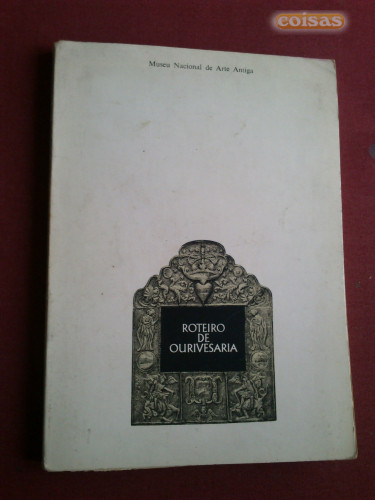 coisas
Museu Nacional de Arte Antiga
ROTEIRO
DE
OURIVESARIA